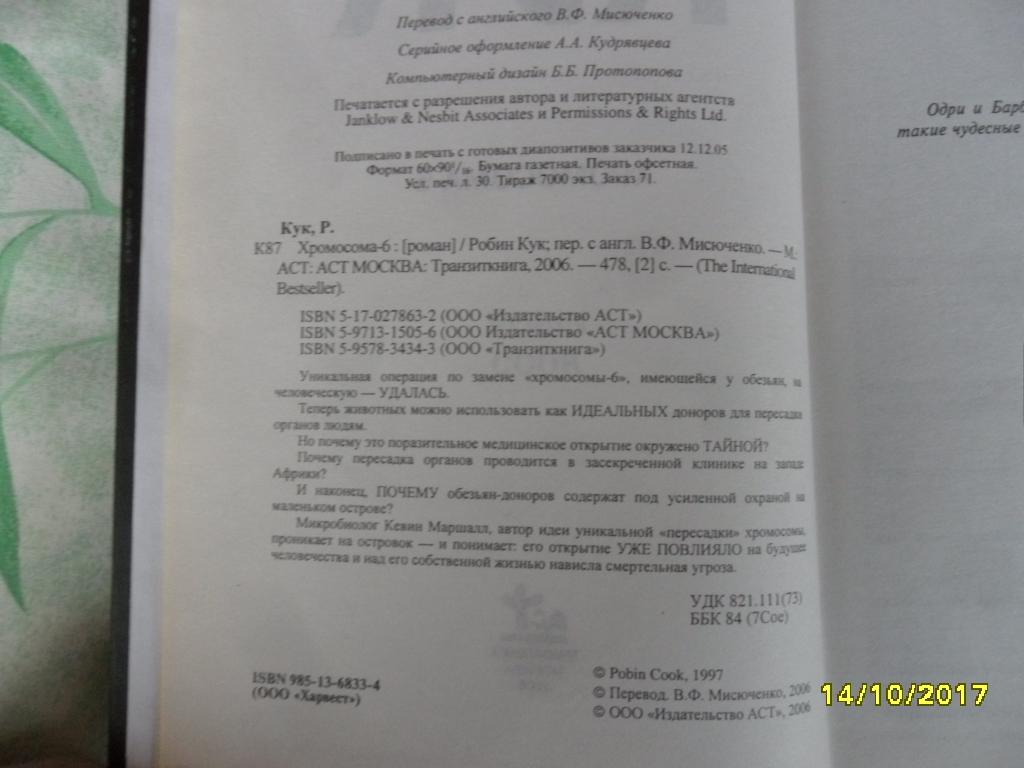 Перевод с английского В.Ф. Мисюченко
Серийное оформление А.А. Кудрявцева
Компьютерный дизайн Б.Б. Протопопова
Печатается с разрешения автора и литературных агентств
Janklow & Nesbit Associates и Permissions & Rights Ltd.
Подписано в печать с готовых диапозитивов заказчика 12.12.05
Формат 60×90¹/₁₆. Бумага газетная. Печать офсетная.
Усл. печ. л. 30. Тираж 7000 экз. Заказ 71.
Кук, Р.
К87 Хромосома-6 : [роман] / Робин Кук; пер. с англ. В.Ф. Мисюченко. — М.:
АСТ: АСТ МОСКВА: Транзиткнига, 2006. — 478, [2] с. — (The International
Bestseller).
ISBN 5-17-027863-2 (ООО «Издательство АСТ»)
ISBN 5-9713-1505-6 (ООО Издательство «АСТ МОСКВА»)
ISBN 5-9578-3434-3 (ООО «Транзиткнига»)
Уникальная операция по замене «хромосомы-6», имеющейся у обезьян, на
человеческую — УДАЛАСЬ.
Теперь животных можно использовать как ИДЕАЛЬНЫХ доноров для пересадки
органов людям.
Но почему это поразительное медицинское открытие окружено ТАЙНОЙ?
Почему пересадка органов проводится в засекреченной клинике на западе
Африки?
И наконец, ПОЧЕМУ обезьян-доноров содержат под усиленной охраной на
маленьком острове?
Микробиолог Кевин Маршалл, автор идеи уникальной «пересадки» хромосомы,
проникает на островок — и понимает: его открытие УЖЕ ПОВЛИЯЛО на будущее
человечества и над его собственной жизнью нависла смертельная угроза.
УДК 821.111(73)
ББК 84 (7Сое)
ISBN 985-13-6833-4
(ООО «Харвест»)
© Pobin Cook, 1997
© Перевод. В.Ф. Мисюченко, 2006
© ООО «Издательство АСТ», 2006
Одри и Барб
такие чудесные
14/10/2017